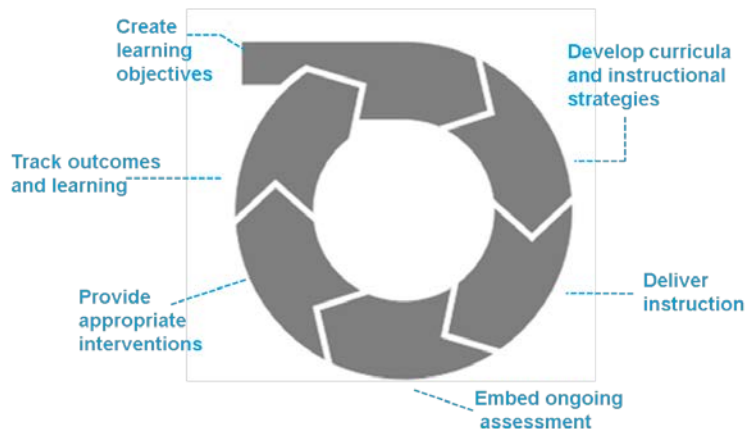 Create
learning
objectives
Develop curricula
and instructional
strategies
Deliver
instruction
Embed ongoing
assessment
Provide
appropriate
interventions
Track outcomes
and learning